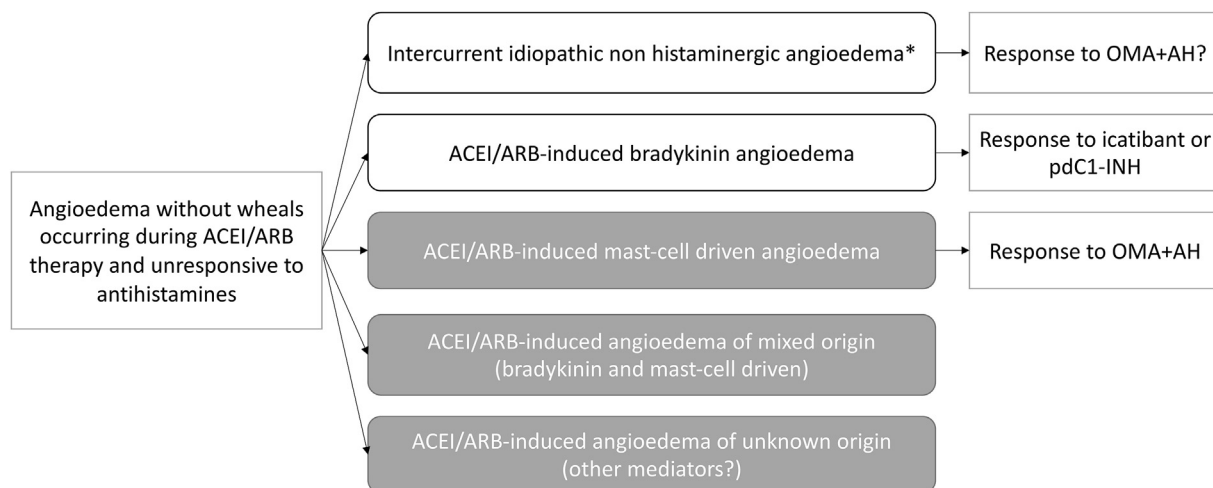 Intercurrent idiopathic non histaminergic angioedema*
Response to OMA+AH?
ACEI/ARB-induced bradykinin angioedema
Response to icatibant or
pdC1-INH
Angioedema without wheals
occurring during ACEI/ARB
therapy and unresponsive to
antihistamines
ACEI/ARB-induced mast-cell driven angioedema
Response to OMA+AH
ACEI/ARB-induced angioedema of mixed origin
(bradykinin and mast-cell driven)
ACEI/ARB-induced angioedema of unknown origin
(other mediators?)